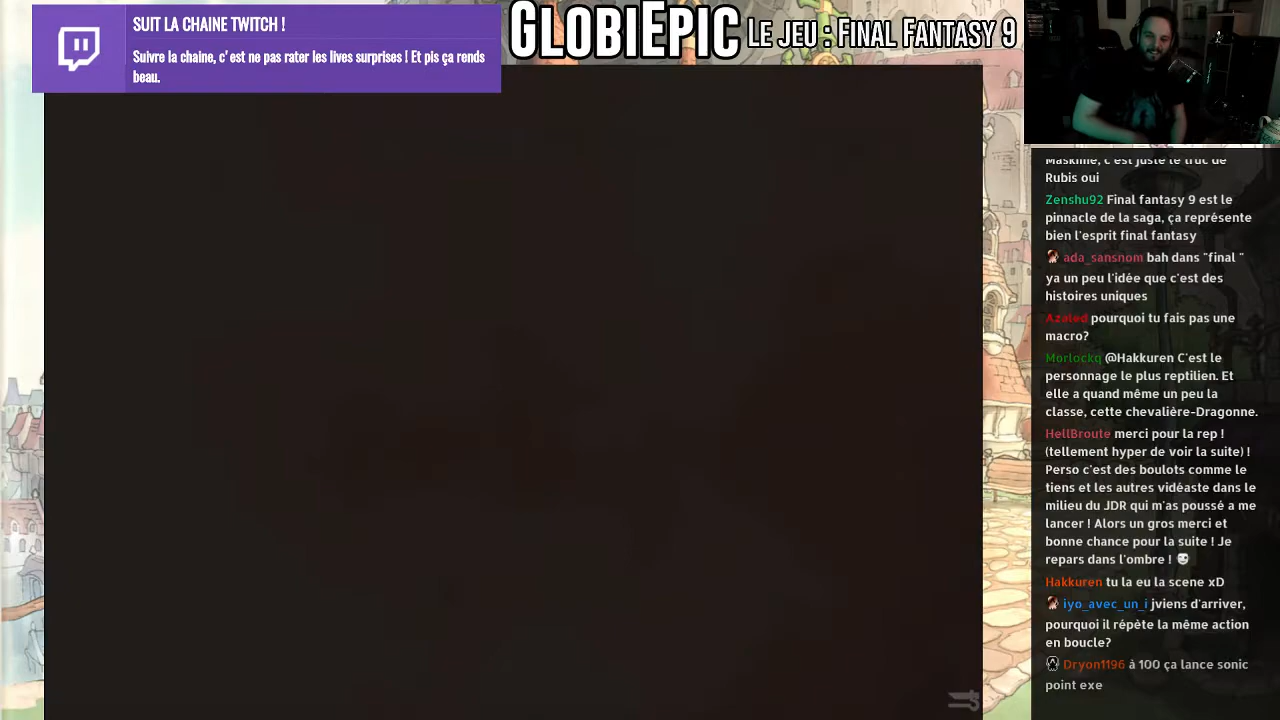 SUIT LA CHAINE TWITCH !
Suivre le chaine, c'est ne pas rater les lives surprises ! Et pis ça rends
beau.
GLOBIEPIC LE JEU : FINAL FANTASY 9
Maskime, c'est juste le truc de
Rubis oui
Zenshu92 Final fantasy 9 est le
pinnacle de la saga, ça représente
bien l'esprit final fantasy
ada_sansnom bah dans "final "
ya un peu l'idée que c'est des
histoires uniques
Azaled pourquoi tu fais pas une
macro?
Morlockq @Hakkuren C'est le
personnage le plus reptilien. Et
elle a quand même un peu la
classe, cette chevalière-Dragonne.
HellBroute merci pour la rep !
(tellement hyper de voir la suite) !
Perso c'est des boulots comme le
tiens et les autres vidéaste dans le
milieu du JDR qui m'as poussé a me
lancer ! Alors un gros merci et
bonne chance pour la suite ! Je
repars dans l'ombre !
Hakkuren tu la eu la scene xD
iyo_avec_un_i jviens d'arriver,
pourquoi il répète la même action
en boucle?
Dryon1196 à 100 ça lance sonic
point exe